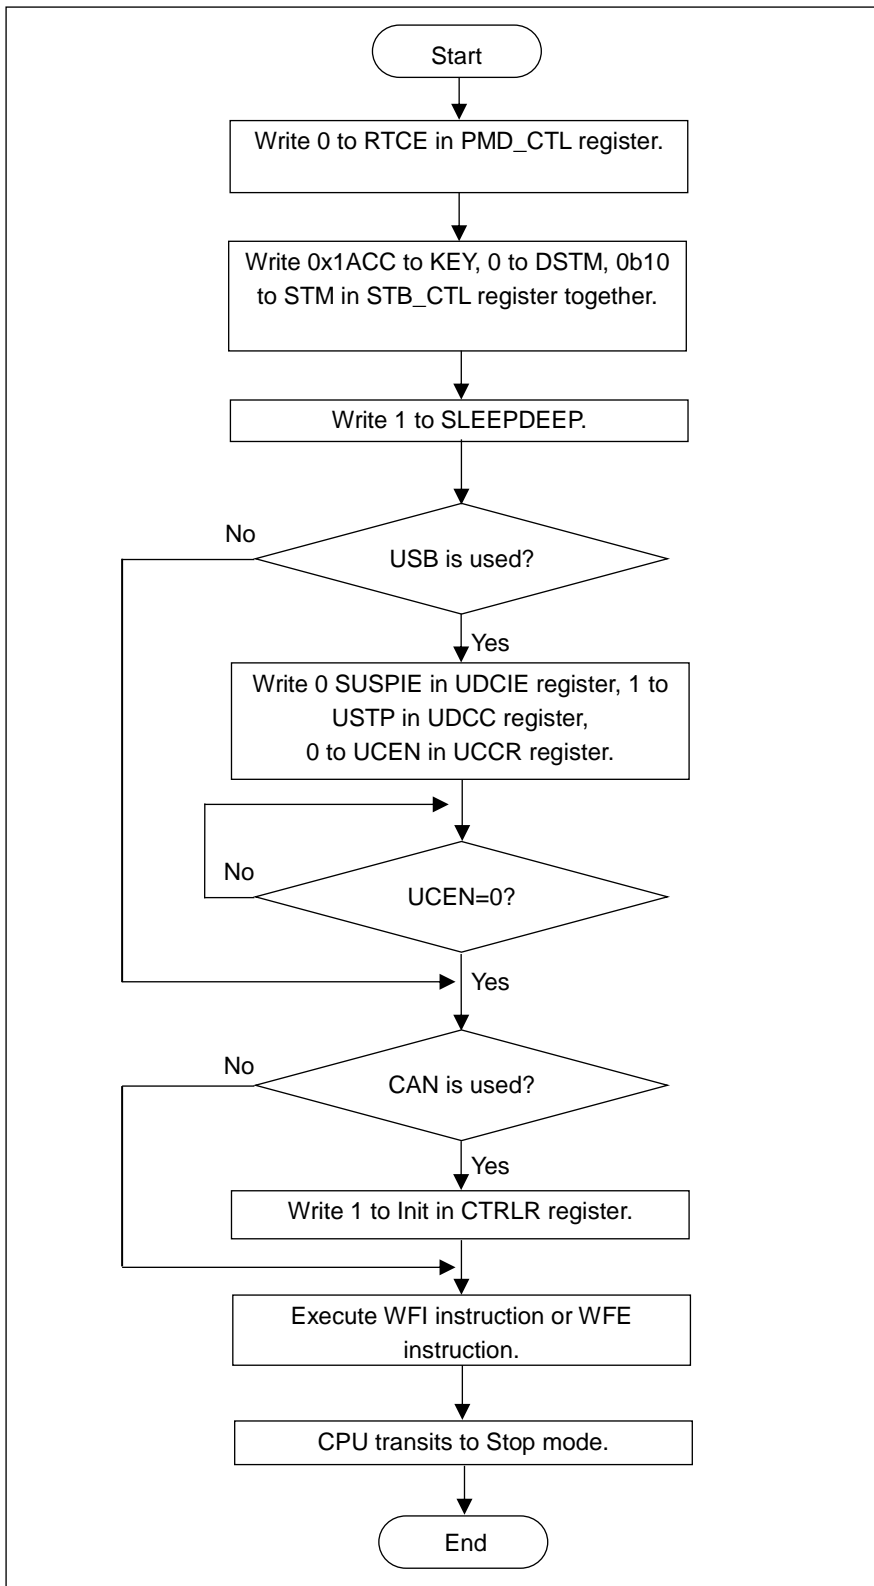 Start
Write 0 to RTCE in PMD_CTL register.
Write 0x1ACC to KEY, 0 to DSTM, 0b10
to STM in STB_CTL register together.
Write 1 to SLEEPDEEP.
No
USB is used?
Yes
Write 0 SUSPIE in UDCIE register, 1 to
USTP in UDCC register,
0 to UCEN in UCCR register.
No
UCEN=0?
Yes
No
CAN is used?
Yes
Write 1 to Init in CTRLR register.
Execute WFI instruction or WFE
instruction.
CPU transits to Stop mode.
End